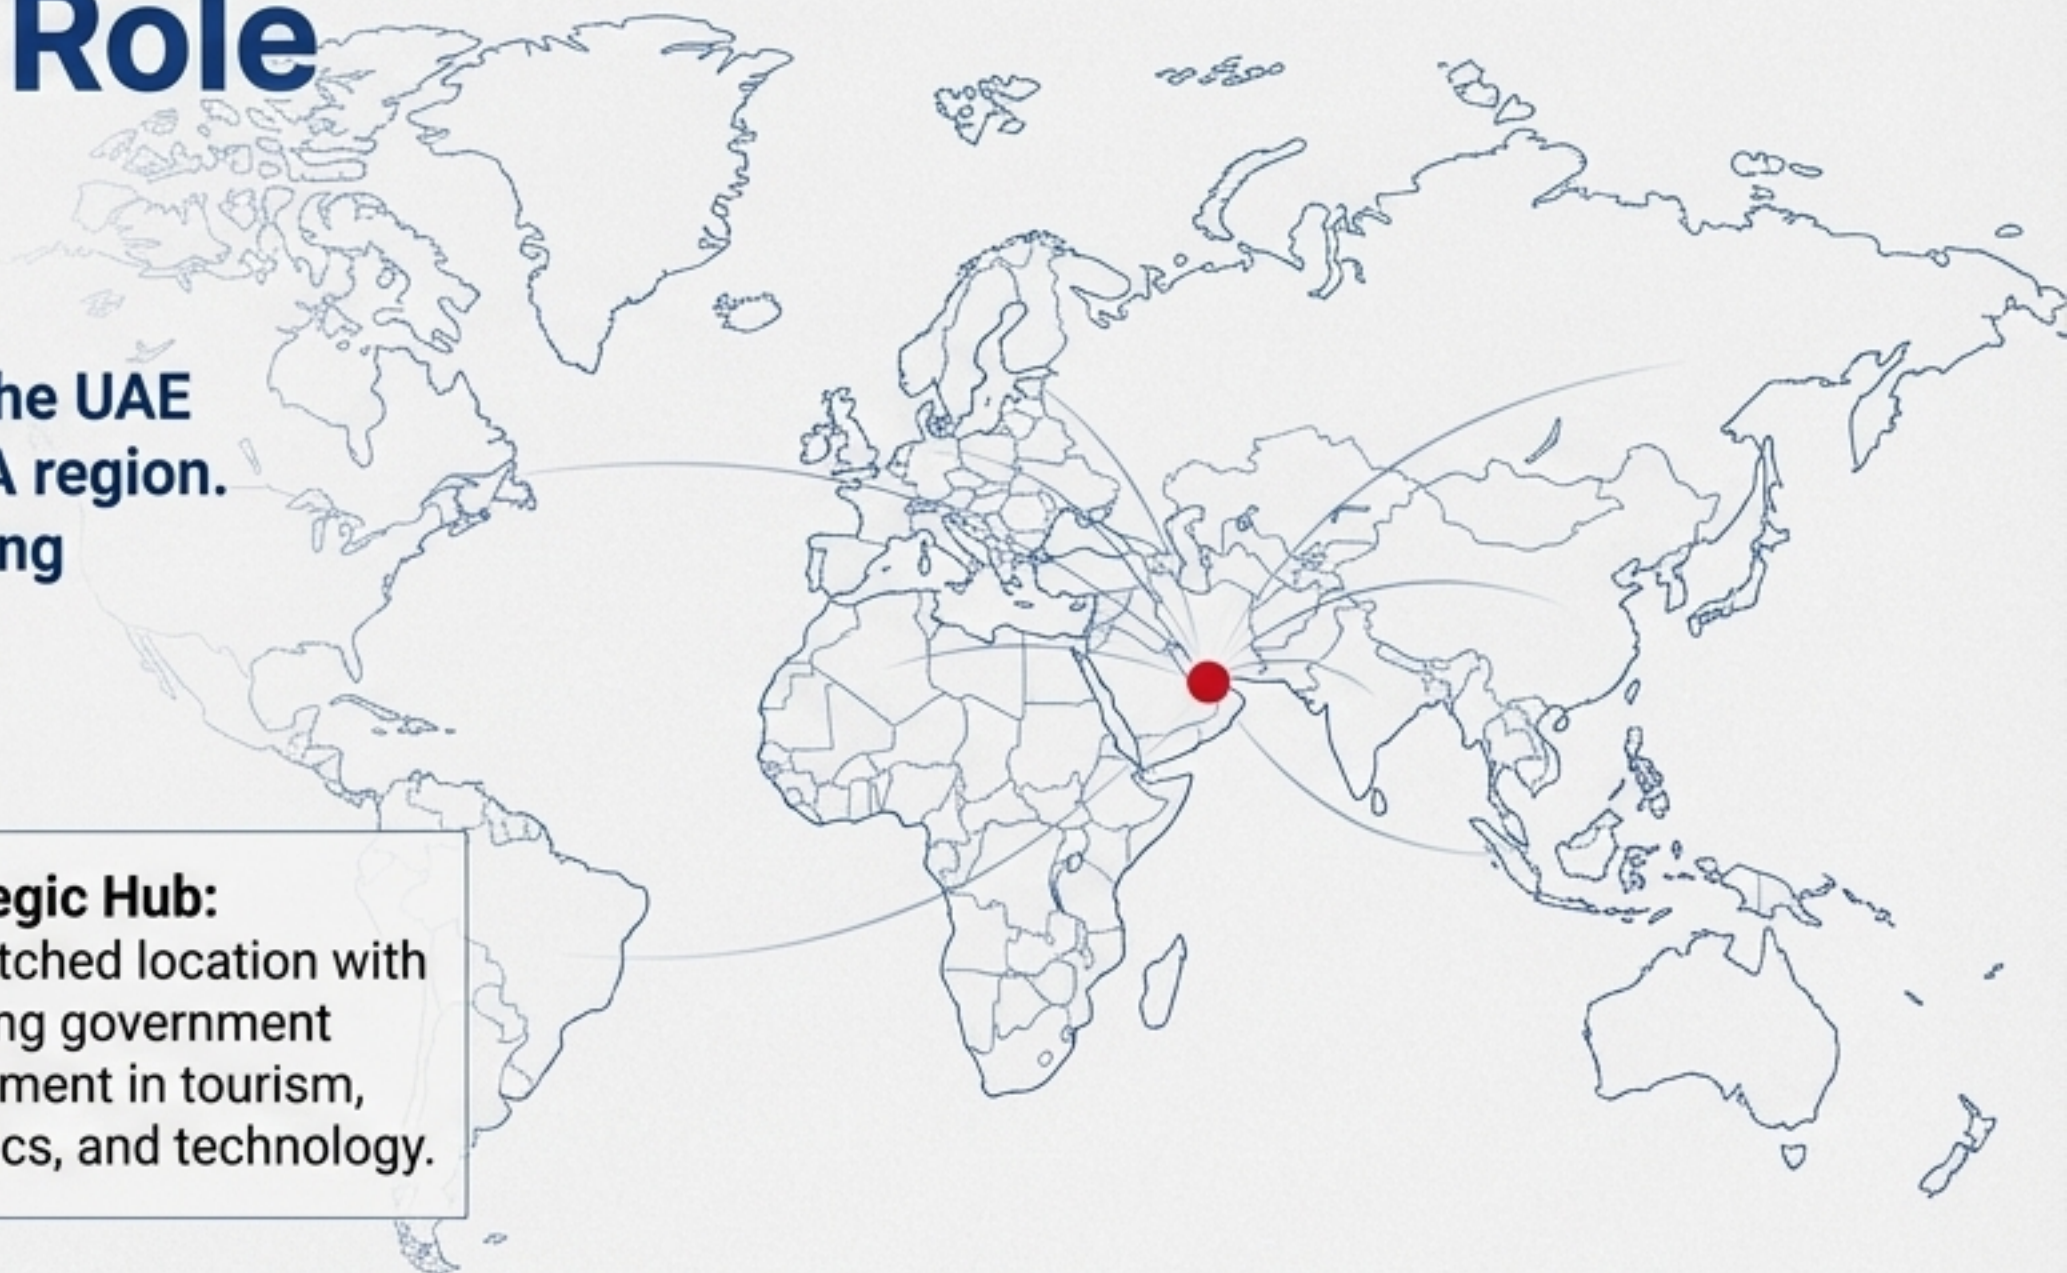 Role
he UAE
A region.
ng
egic Hub:
tched location with
ng government
ment in tourism,
cs, and technology.